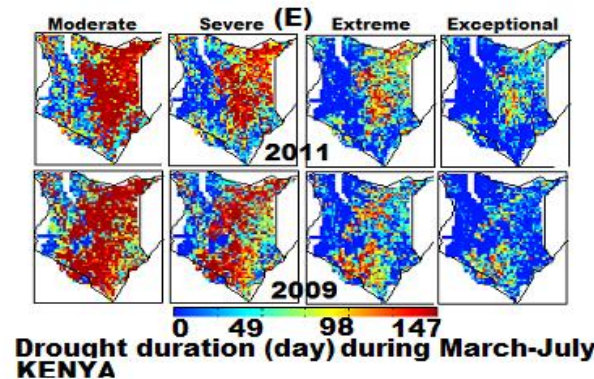 (E)
Moderate Severe Extreme Exceptional
2011
2009
0 49 98 147
Drought duration (day) during March-July
KENYA